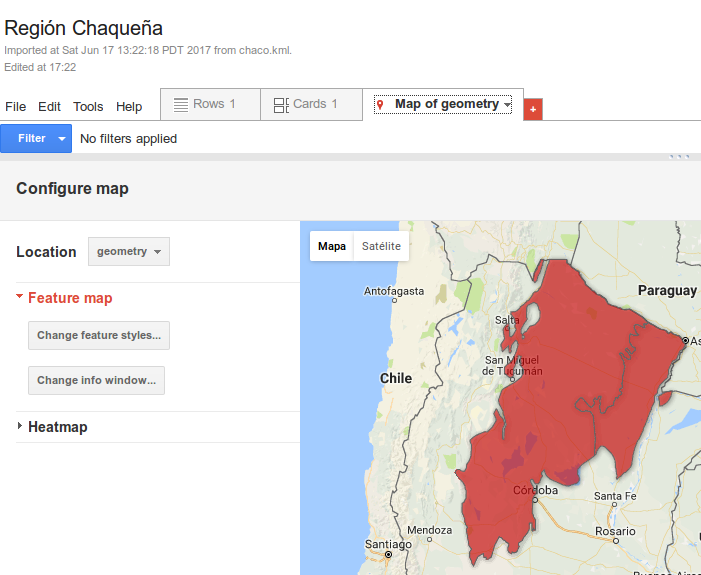 Región Chaqueña
Imported at Sat Jun 17 13:22:18 PDT 2017 from chaco.kml.
Edited at 17:22
File Edit Tools Help Rows 1 Cards 1 Map of geometry +
Filter No filters applied
Configure map
Location geometry
Mapa Satélite
Feature map
Change feature styles...
Change info window...
Heatmap
Antofagasta
Paraguay
Salta
As
San Miguel
de Tucumán
Chile
Córdoba
Santa Fe
Mendoza
Rosario
Santiago
Buenos Aires